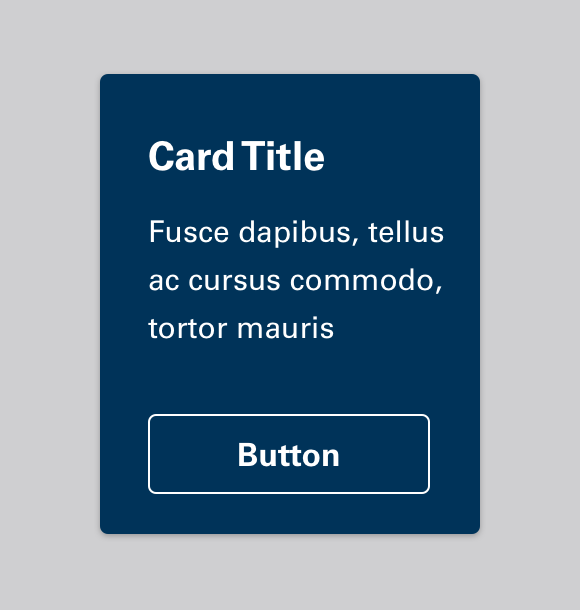 Card Title
Fusce dapibus, tellus
ac cursus commodo,
tortor mauris
Button